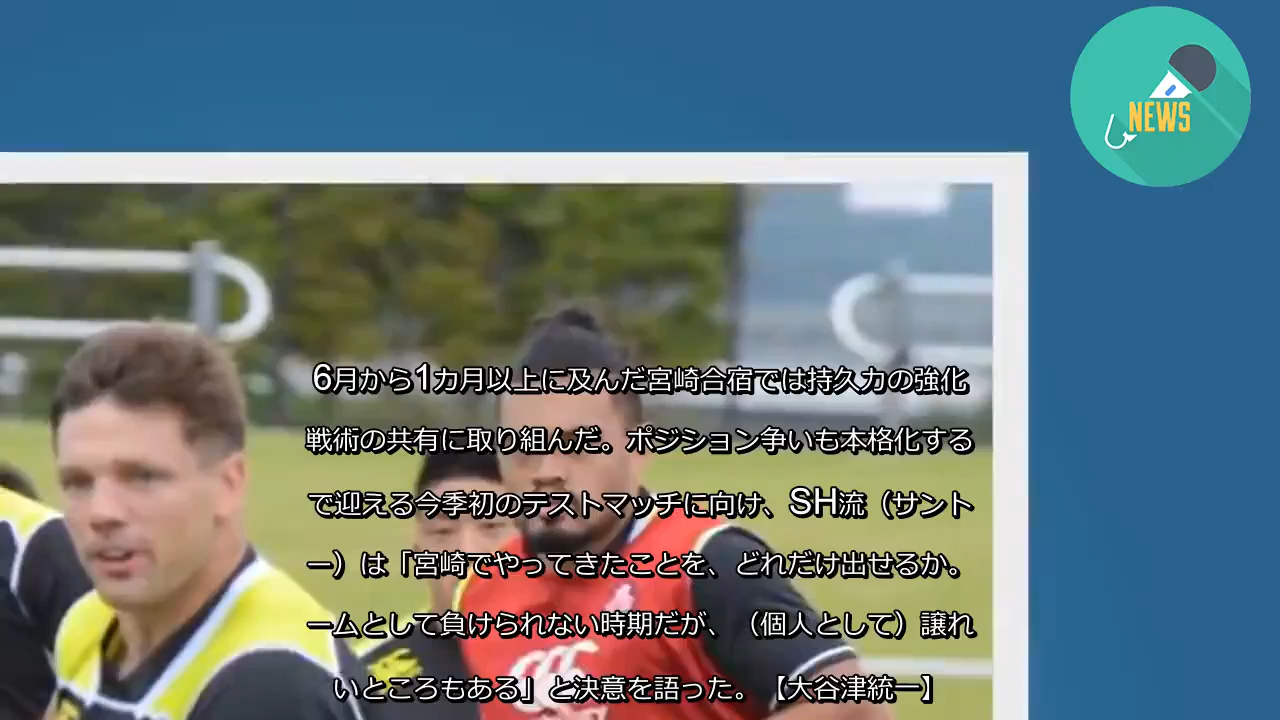 NEWS
6月から1カ月以上に及んだ宮崎合宿では持久力の強化
戦術の共有に取り組んだ。ポジション争いも本格化する
で迎える今季初のテストマッチに向け、SH流（サント
ー）は「宮崎でやってきたことを、どれだけ出せるか。
ームとして負けられない時期だが、（個人として）譲れ
いところもある」と決意を語った。【大谷津統一】